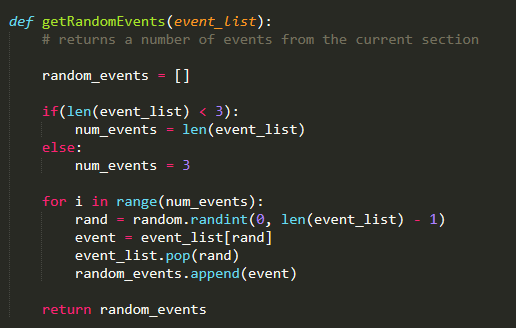 def getRandomEvents(event_list):
    # returns a number of events from the current section

    random_events = []

    if(len(event_list) < 3):
        num_events = len(event_list)
    else:
        num_events = 3

    for i in range(num_events):
        rand = random.randint(0, len(event_list) - 1)
        event = event_list[rand]
        event_list.pop(rand)
        random_events.append(event)

    return random_events